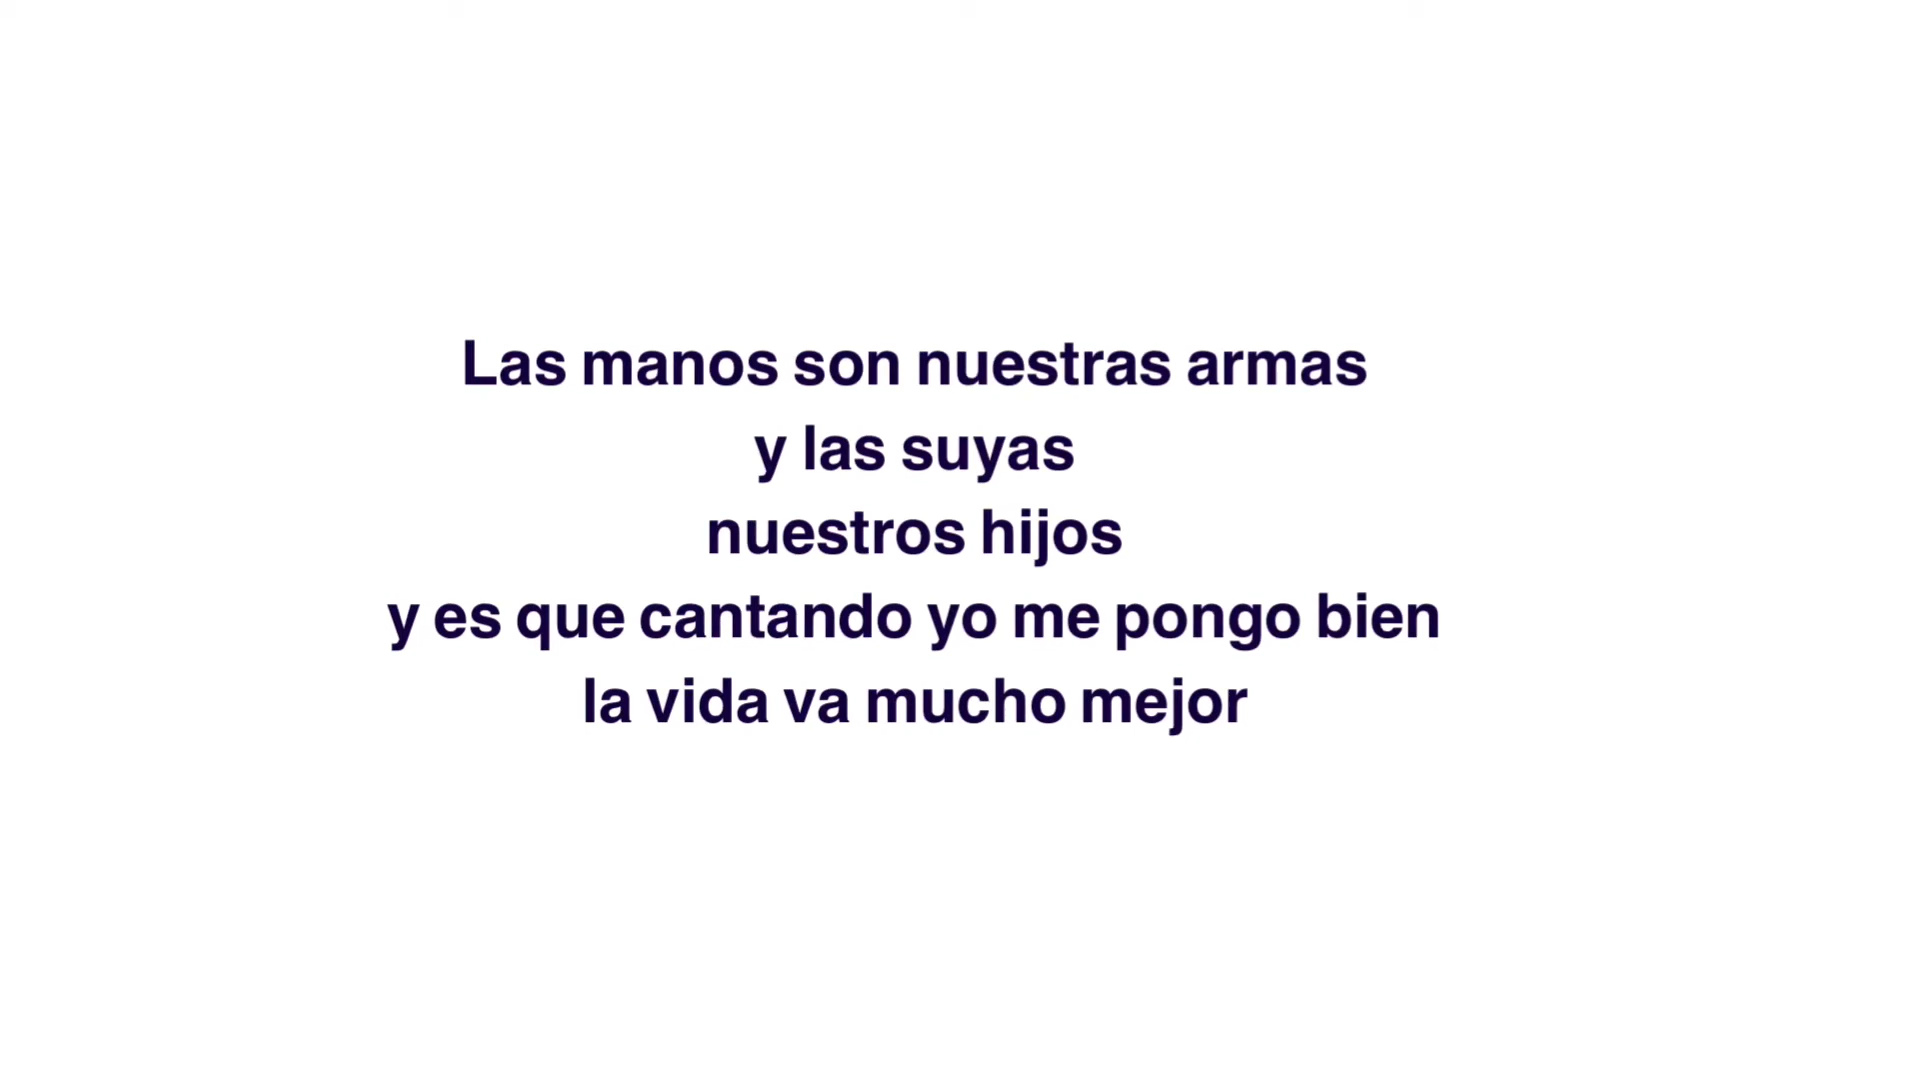 Las manos son nuestras armas
y las suyas
nuestros hijos
y es que cantando yo me pongo bien
la vida va mucho mejor